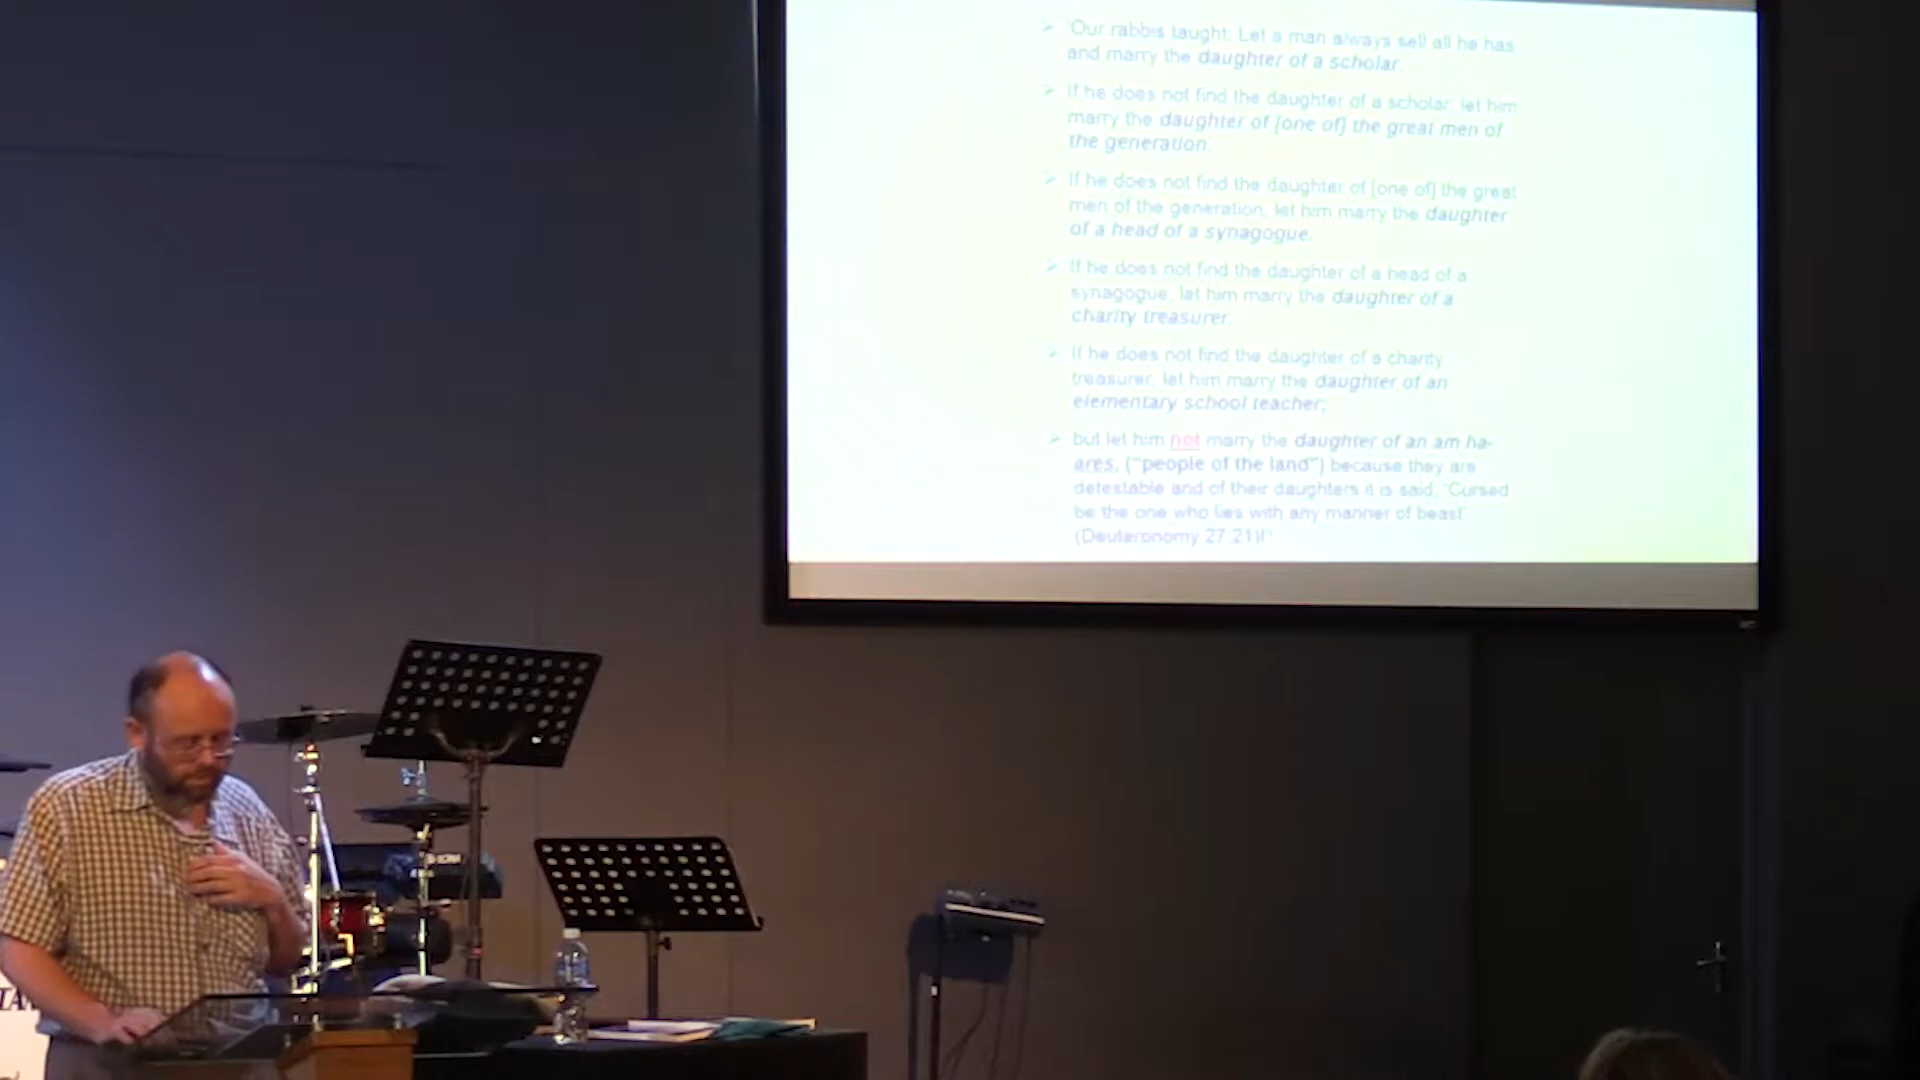 ➢ 'Our rabbis taught: Let a man always sell all he has
and marry the daughter of a scholar.
➢ If he does not find the daughter of a scholar, let him
marry the daughter of [one of] the great men of
the generation.
➢ If he does not find the daughter of [one of] the great
men of the generation, let him marry the daughter
of a head of a synagogue.
➢ If he does not find the daughter of a head of a
synagogue, let him marry the daughter of a
charity treasurer.
➢ If he does not find the daughter of a charity
treasurer, let him marry the daughter of an
elementary school teacher;
➢ but let him not marry the daughter of an am ha-
ares, ("people of the land") because they are
detestable and of their daughters it is said, 'Cursed
be the one who lies with any manner of beast'
(Deuteronomy 27:21)!'